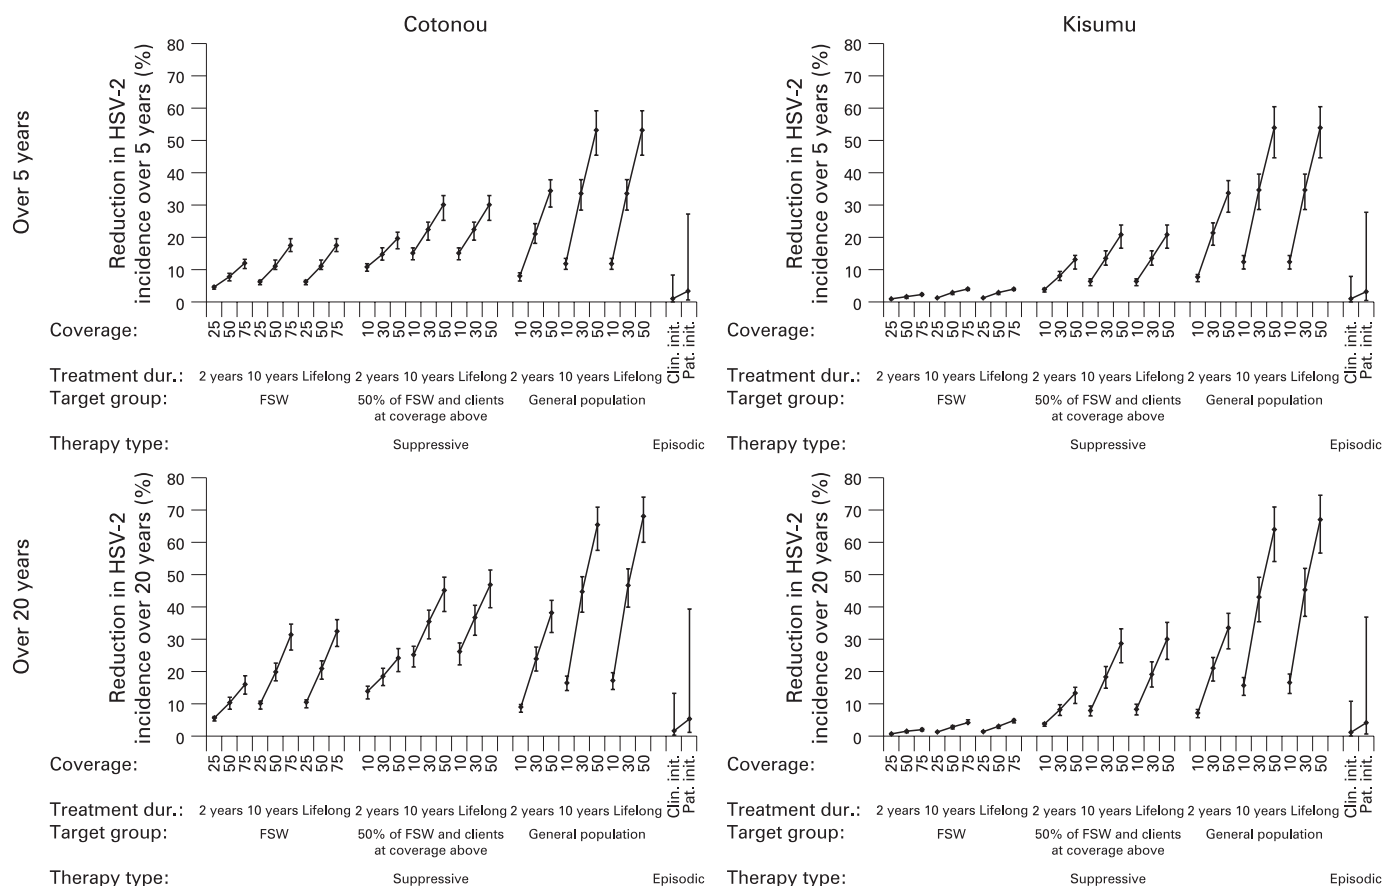 Cotonou
Kisumu
Over 5 years
Reduction in HSV-2
incidence over 5 years (%)
80
70
60
50
40
30
20
10
0
Coverage:
25 50 75 25 50 75 25 50 75 10 30 50 10 30 50 10 30 50 10 30 50 10 30 50 10 30 50 Clin. init. Pat. init.
Treatment dur.: 2 years 10 years Lifelong 2 years 10 years Lifelong 2 years 10 years Lifelong
Target group: FSW 50% of FSW and clients General population
at coverage above
Therapy type: Suppressive Episodic
Reduction in HSV-2
incidence over 5 years (%)
80
70
60
50
40
30
20
10
0
Coverage:
25 50 75 25 50 75 25 50 75 10 30 50 10 30 50 10 30 50 10 30 50 10 30 50 10 30 50 Clin. init. Pat. init.
Treatment dur.: 2 years 10 years Lifelong 2 years 10 years Lifelong 2 years 10 years Lifelong
Target group: FSW 50% of FSW and clients General population
at coverage above
Therapy type: Suppressive Episodic
Over 20 years
Reduction in HSV-2
incidence over 20 years (%)
80
70
60
50
40
30
20
10
0
Coverage:
25 50 75 25 50 75 25 50 75 10 30 50 10 30 50 10 30 50 10 30 50 10 30 50 10 30 50 Clin. init. Pat. init.
Treatment dur.: 2 years 10 years Lifelong 2 years 10 years Lifelong 2 years 10 years Lifelong
Target group: FSW 50% of FSW and clients General population
at coverage above
Therapy type: Suppressive Episodic
Reduction in HSV-2
incidence over 20 years (%)
80
70
60
50
40
30
20
10
0
Coverage:
25 50 75 25 50 75 25 50 75 10 30 50 10 30 50 10 30 50 10 30 50 10 30 50 10 30 50 Clin. init. Pat. init.
Treatment dur.: 2 years 10 years Lifelong 2 years 10 years Lifelong 2 years 10 years Lifelong
Target group: FSW 50% of FSW and clients General population
at coverage above
Therapy type: Suppressive Episodic